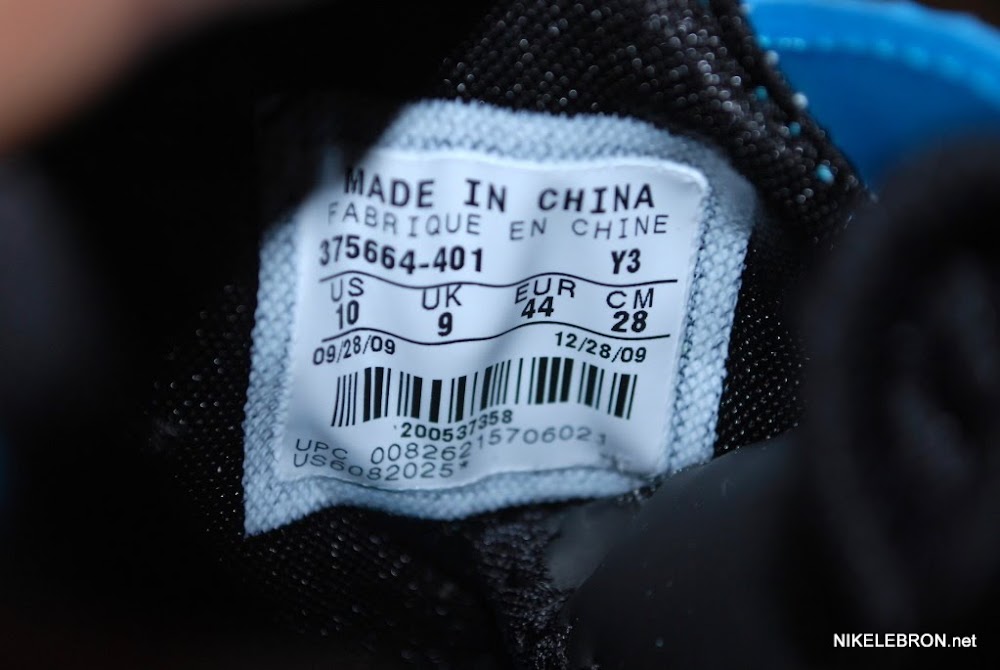 MADE IN CHINA
FABRIQUE EN CHINE
375664-401 Y3
US UK EUR CM
10 9 44 28
09/28/09 12/28/09
200537358
UPC 00826215706021
US6082025*
NIKELEBRON.net